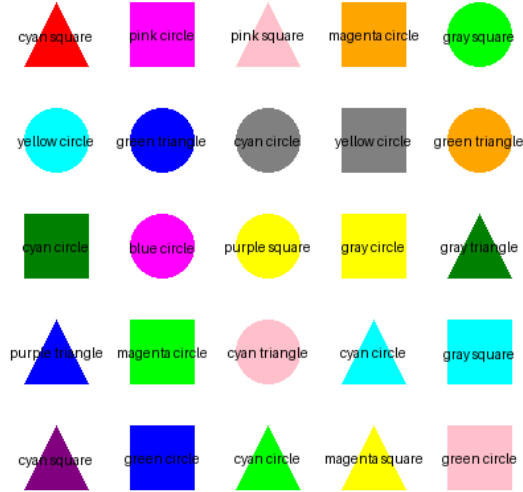 cyan square pink circle pink square magenta circle gray square
yellow circle green triangle cyan circle yellow circle green triangle
cyan circle blue circle purple square gray circle gray triangle
purple triangle magenta circle cyan triangle cyan circle gray square
cyan square green circle cyan circle magenta square green circle